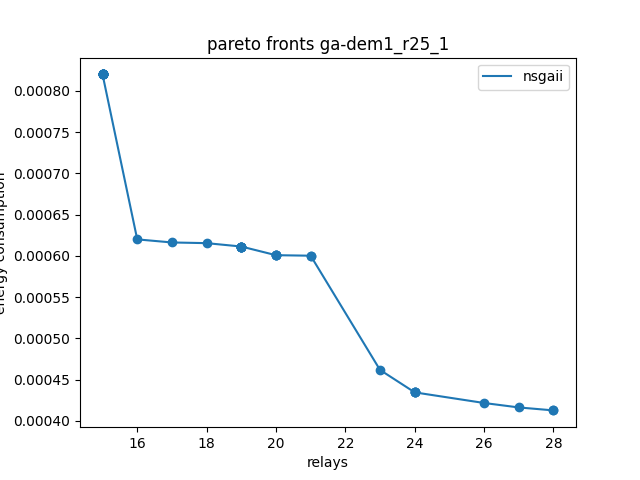 pareto fronts ga-dem1_r25_1
nsgaii
0.00080
0.00075
0.00070
0.00065
0.00060
0.00055
0.00050
0.00045
0.00040
energy consumption
16 18 20 22 24 26 28
relays